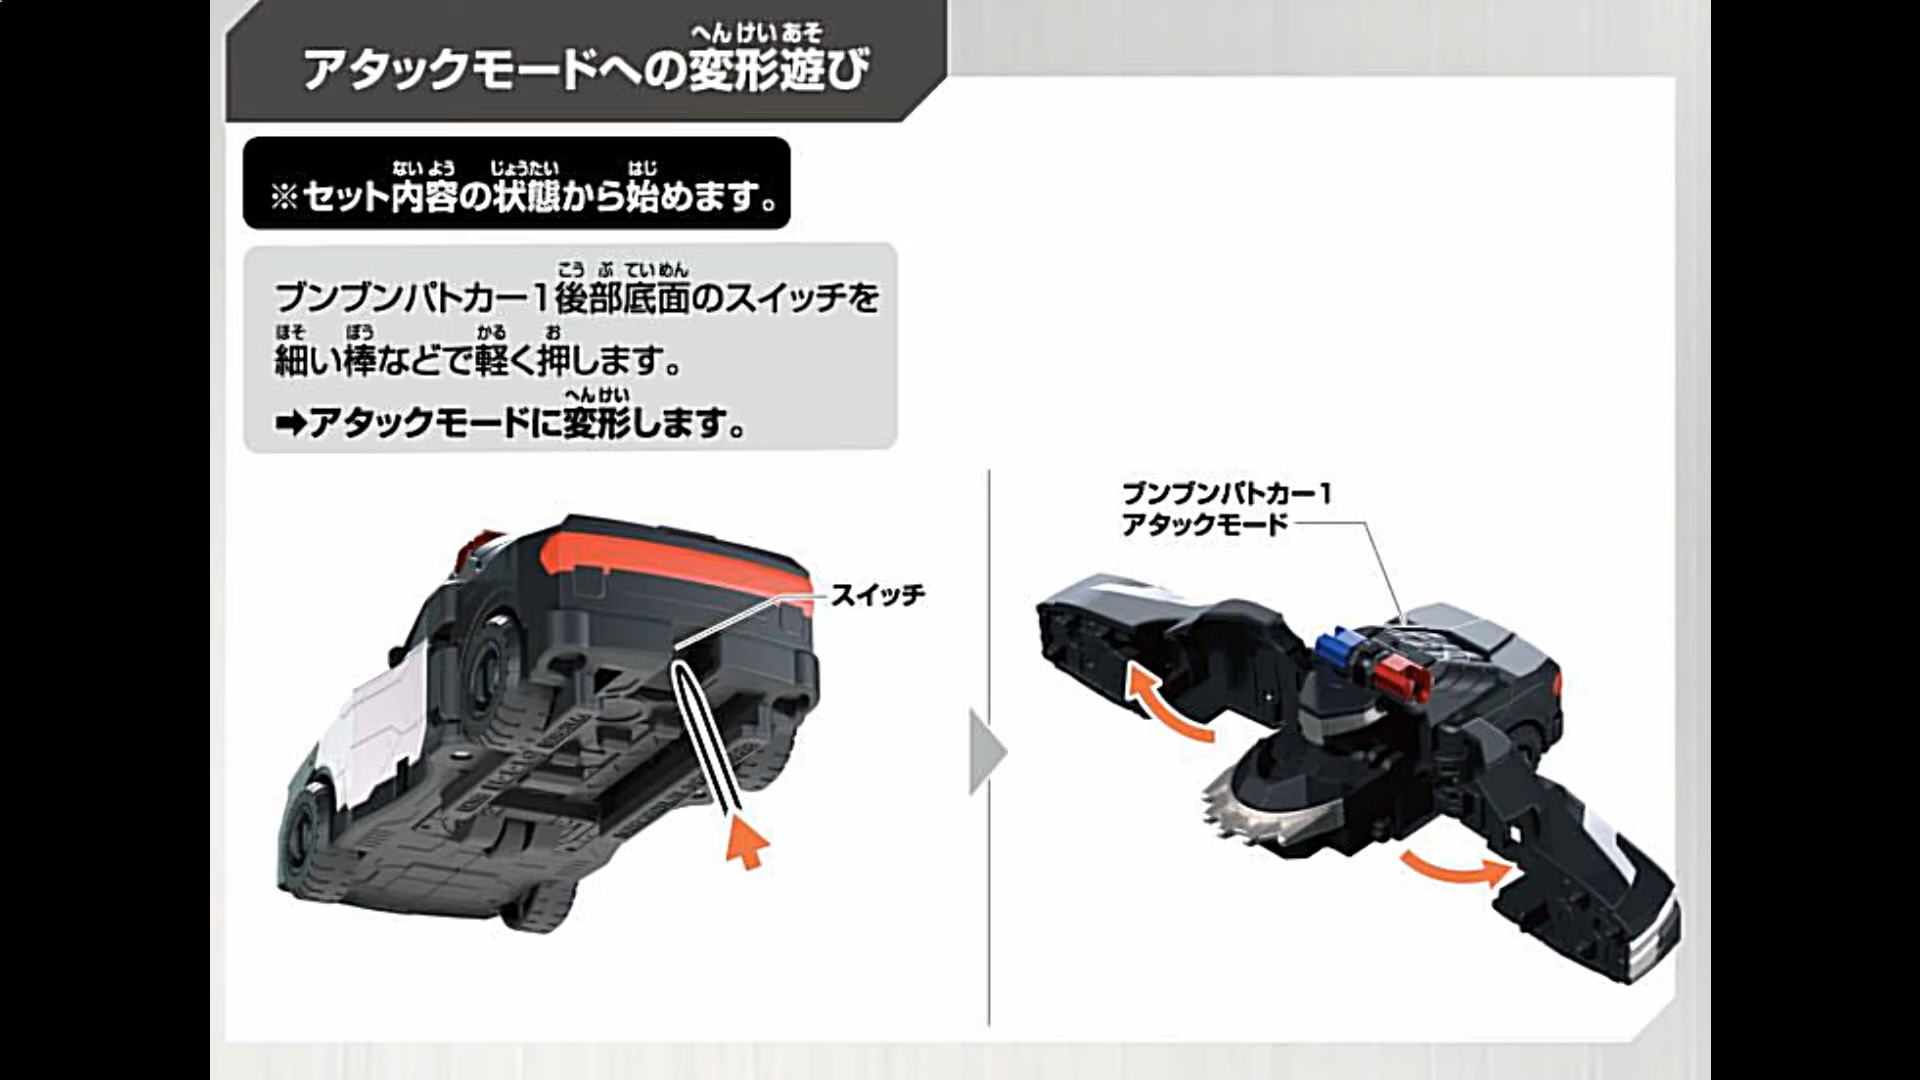 アタックモードへの変形遊び
へんけいあそ
※セット内容の状態から始めます。
ないよう じょうたい はじ
ブンブンパトカー1後部底面のスイッチを
こうぶていめん
細い棒などで軽く押します。
ほそ ぼう かる お
➡アタックモードに変形します。
へんけい
スイッチ
ブンブンパトカー1
アタックモード